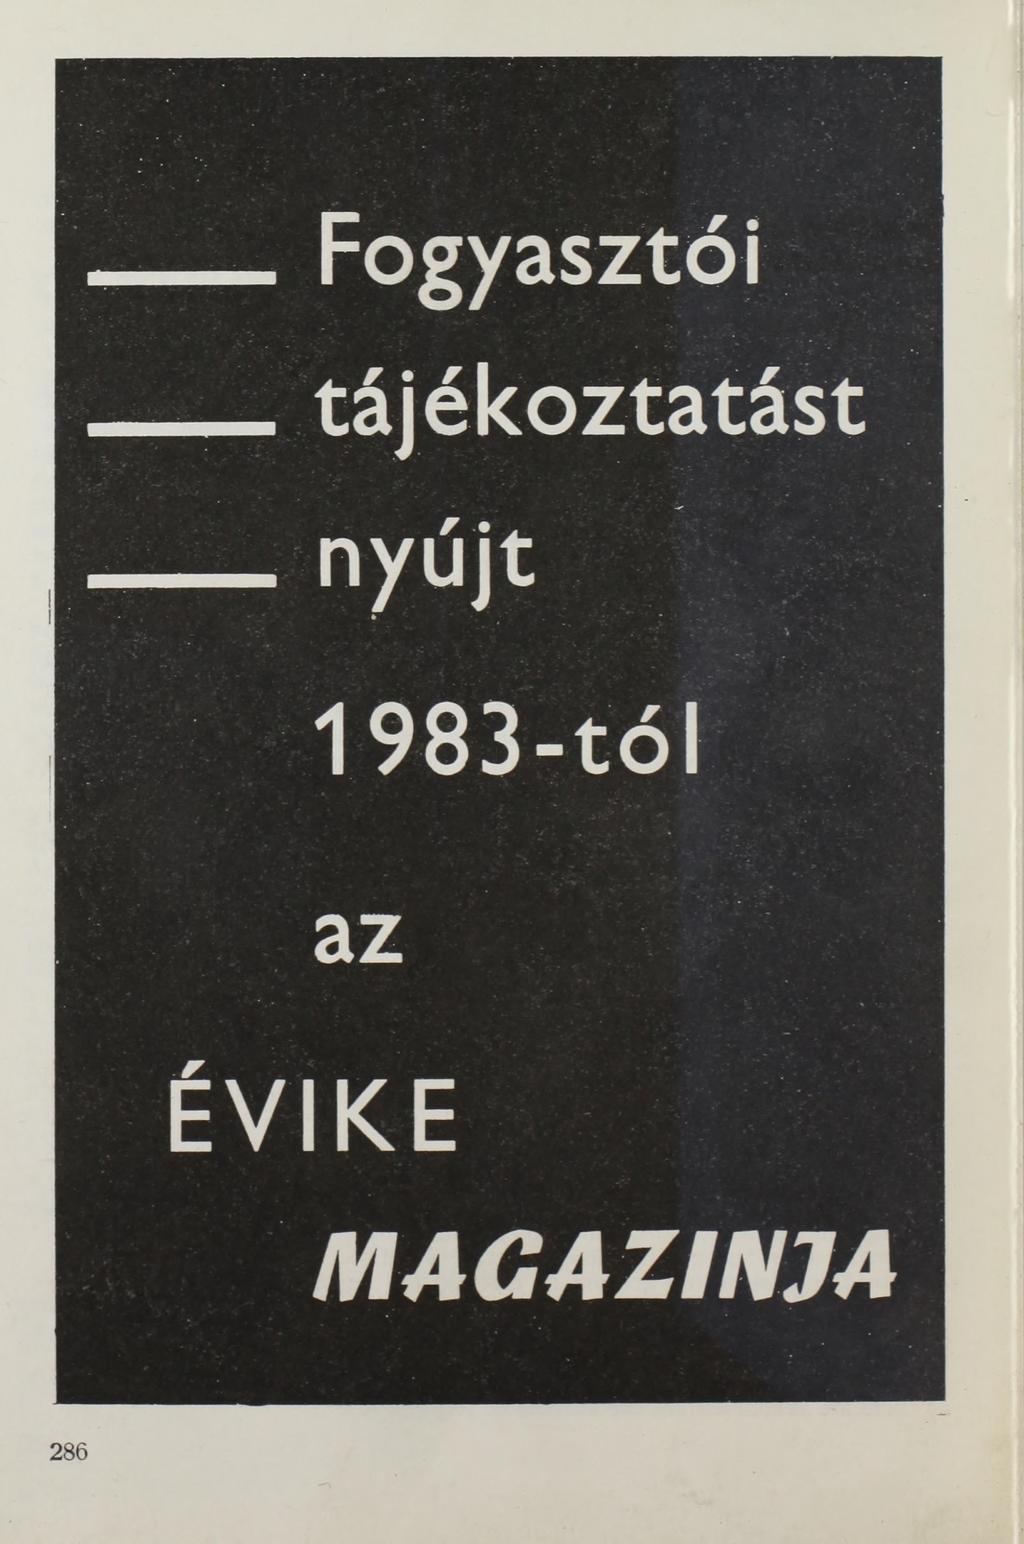 Fogyasztói
tájékoztatást
nyújt
1983-tól
az
ÉVIKE
MAGAZINJA
286